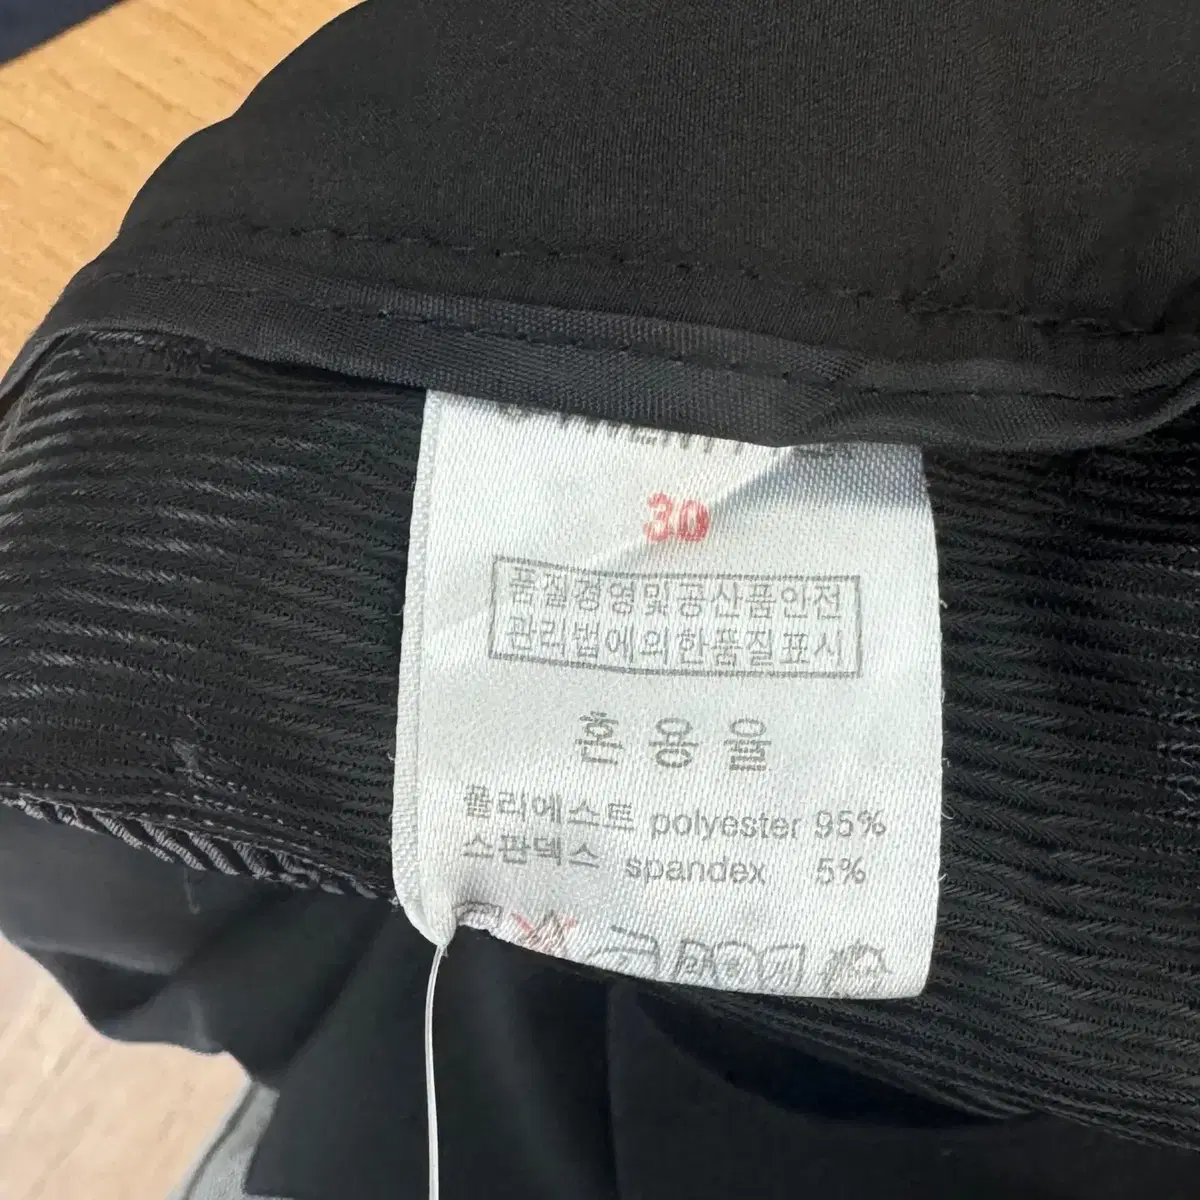 30
품질경영및공산품안전
관리법에의한품질표시
혼용율
폴리에스트 polyester 95%
스판덱스 spandex 5%